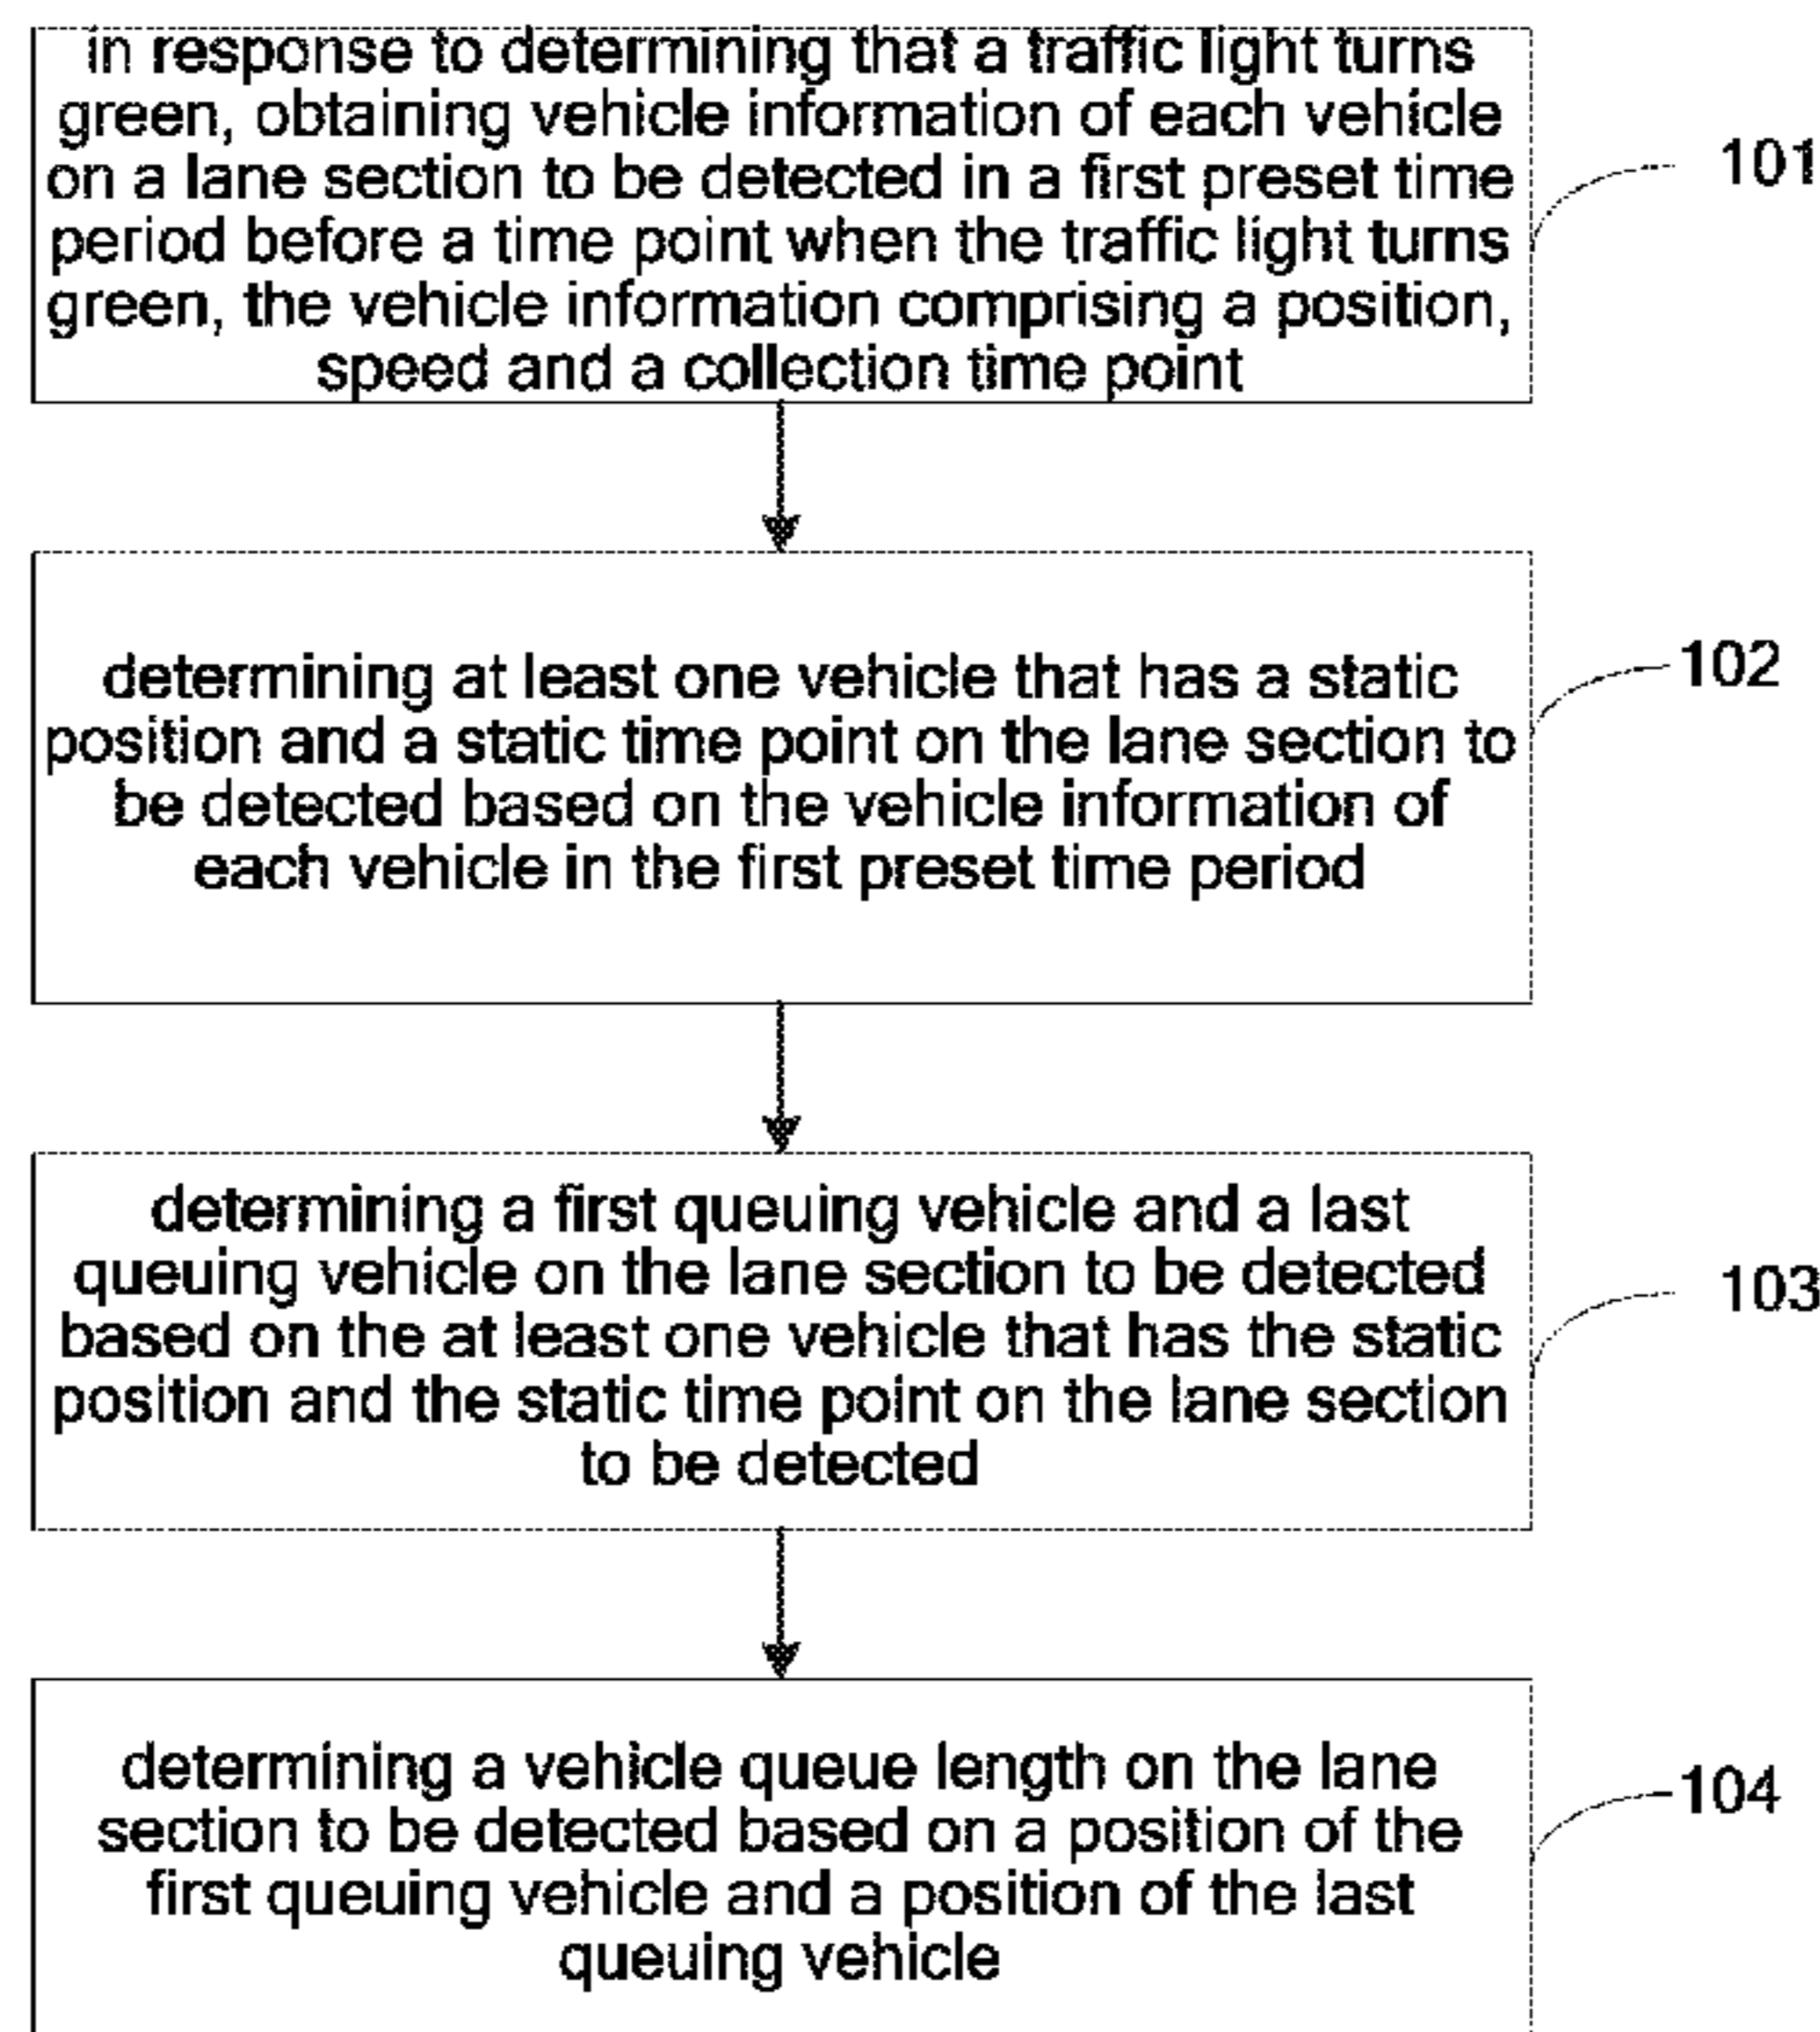 in response to determining that a traffic light turns
green, obtaining vehicle information of each vehicle
on a lane section to be detected in a first preset time
period before a time point when the traffic light turns
green, the vehicle information comprising a position,
speed and a collection time point
101
determining at least one vehicle that has a static
position and a static time point on the lane section to
be detected based on the vehicle information of
each vehicle in the first preset time period
102
determining a first queuing vehicle and a last
queuing vehicle on the lane section to be detected
based on the at least one vehicle that has the static
position and the static time point on the lane section
to be detected
103
determining a vehicle queue length on the lane
section to be detected based on a position of the
first queuing vehicle and a position of the last
queuing vehicle
104